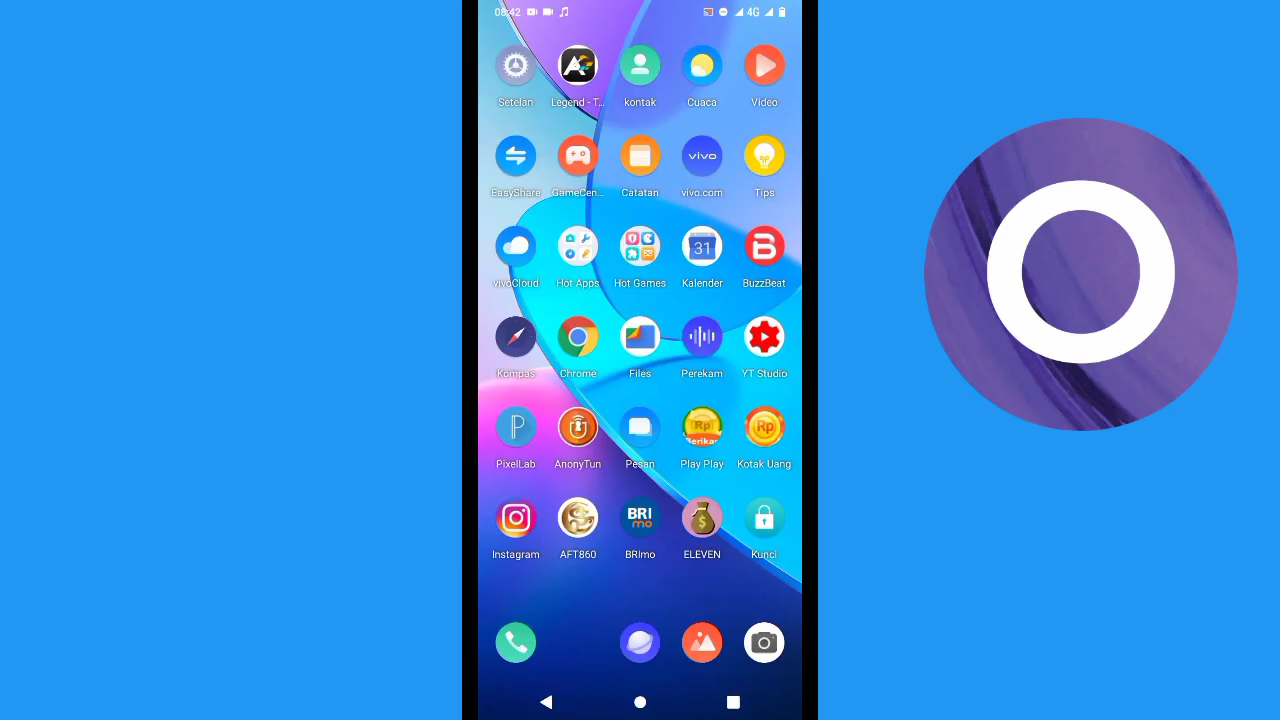 08:42 4G
Setelan Legend - T... kontak Cuaca Video
EasyShare GameCen... Catatan vivo vivo.com Tips
vivoCloud Hot Apps Hot Games 31 Kalender BuzzBeat
Kompas Chrome Files Perekam YT Studio
Rp Berikan Rp
PixelLab AnonyTun Pesan Play Play Kotak Uang
BRI mo
Instagram AFT860 BRImo ELEVEN Kunci